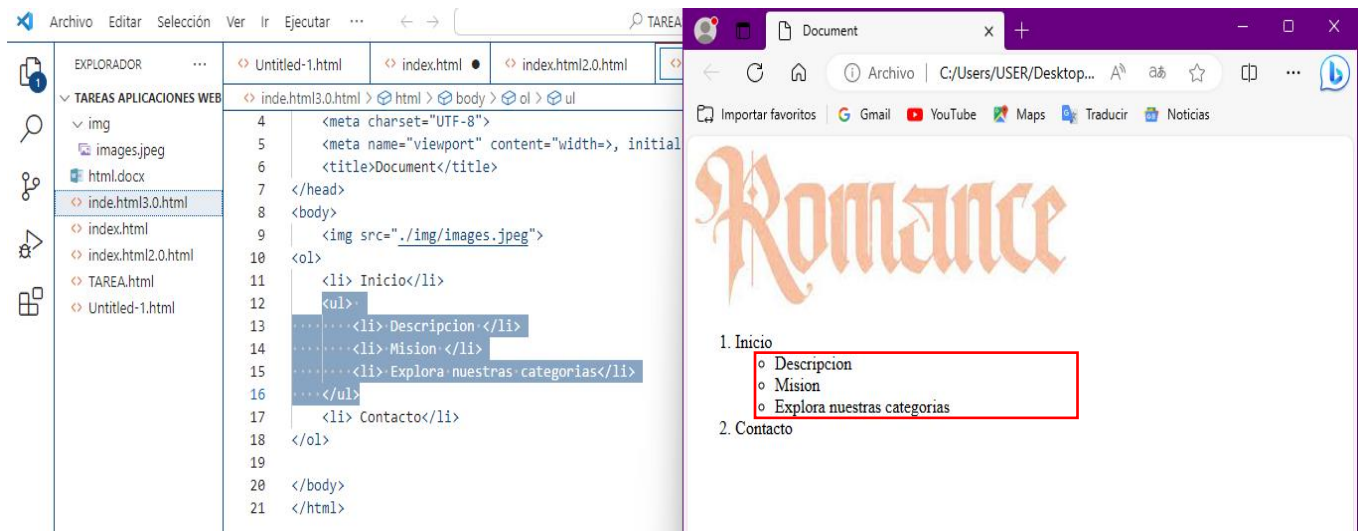 Archivo Editar Selección Ver Ir Ejecutar ... TAREA
EXPLORADOR ...
TAREAS APLICACIONES WEB
img
images.jpeg
html.docx
inde.html3.0.html
index.html
index.html2.0.html
TAREA.html
Untitled-1.html
1
Untitled-1.html index.html index.html2.0.html
inde.html3.0.html > html > body > ol > ul
4 <meta charset="UTF-8">
5 <meta name="viewport" content="width=>, initial
6 <title>Document</title>
7 </head>
8 <body>
9 <img src="./img/images.jpeg">
10 <ol>
11 <li> Inicio</li>
12 <ul>
13 <li> Descripcion </li>
14 <li> Mision </li>
15 <li> Explora nuestras categorias</li>
16 </ul>
17 <li> Contacto</li>
18 </ol>
19
20 </body>
21 </html>
Document
Archivo | C:/Users/USER/Desktop...
Importar favoritos Gmail YouTube Maps Traducir Noticias
Romance
1. Inicio
Descripcion
Mision
Explora nuestras categorias
2. Contacto